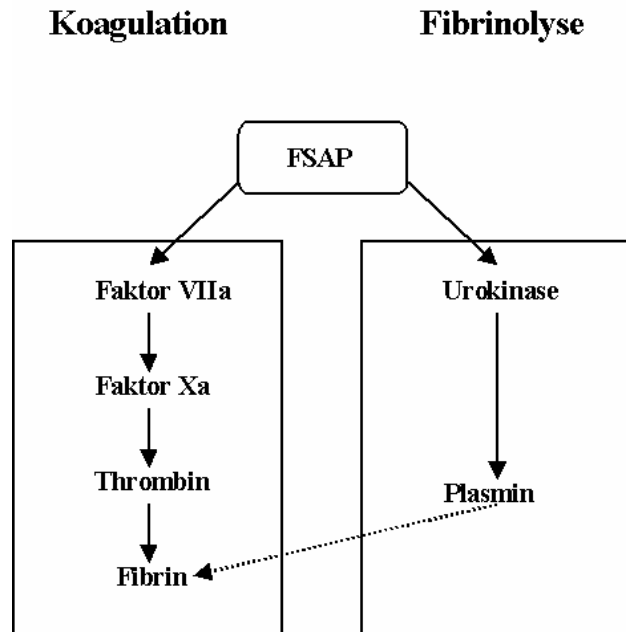 Koagulation
Fibrinolyse
FSAP
Faktor VIIa
Urokinase
Faktor Xa
Thrombin
Plasmin
Fibrin